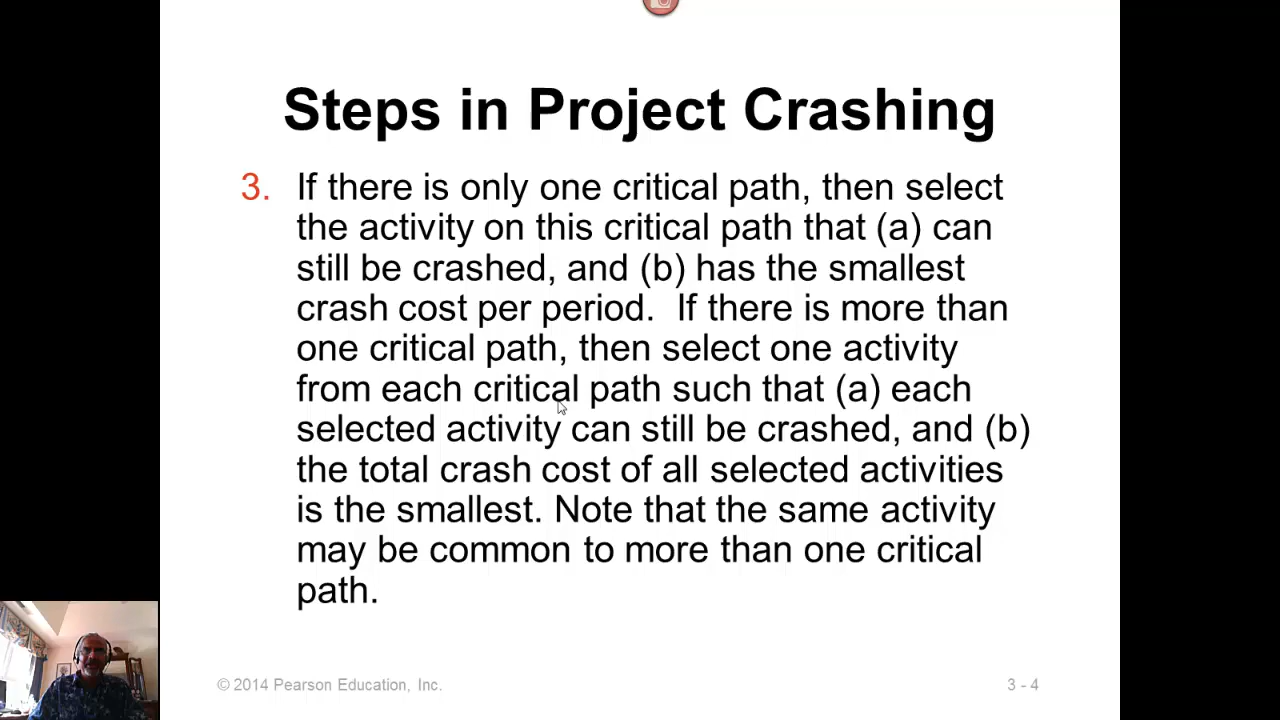 Steps in Project Crashing
3. If there is only one critical path, then select
the activity on this critical path that (a) can
still be crashed, and (b) has the smallest
crash cost per period.  If there is more than
one critical path, then select one activity
from each critical path such that (a) each
selected activity can still be crashed, and (b)
the total crash cost of all selected activities
is the smallest. Note that the same activity
may be common to more than one critical
path.
© 2014 Pearson Education, Inc.
3 - 4